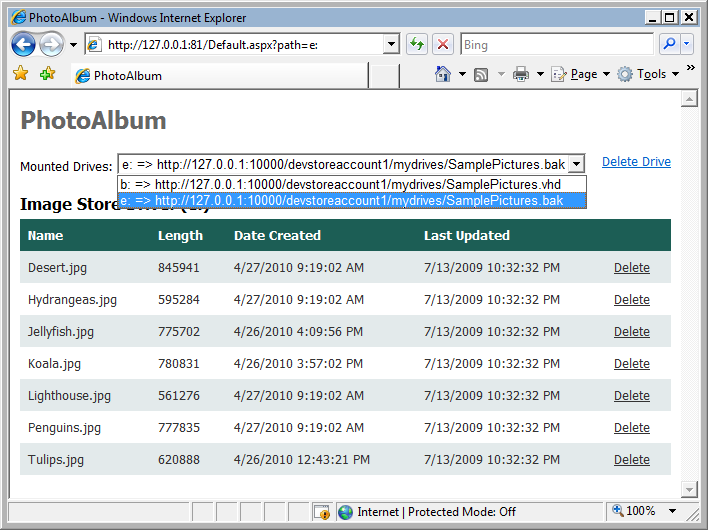 PhotoAlbum - Windows Internet Explorer
http://127.0.0.1:81/Default.aspx?path=e:
Bing
PhotoAlbum
Page
Tools
PhotoAlbum
Mounted Drives: e: => http://127.0.0.1:10000/devstoreaccount1/mydrives/SamplePictures.bak Delete Drive
b: => http://127.0.0.1:10000/devstoreaccount1/mydrives/SamplePictures.vhd
e: => http://127.0.0.1:10000/devstoreaccount1/mydrives/SamplePictures.bak
Image Store
Name Length Date Created Last Updated
Desert.jpg 845941 4/27/2010 9:19:02 AM 7/13/2009 10:32:32 PM Delete
Hydrangeas.jpg 595284 4/27/2010 9:19:02 AM 7/13/2009 10:32:32 PM Delete
Jellyfish.jpg 775702 4/26/2010 4:09:56 PM 7/13/2009 10:32:32 PM Delete
Koala.jpg 780831 4/26/2010 3:57:02 PM 7/13/2009 10:32:32 PM Delete
Lighthouse.jpg 561276 4/27/2010 9:19:02 AM 7/13/2009 10:32:32 PM Delete
Penguins.jpg 777835 4/27/2010 9:19:02 AM 7/13/2009 10:32:32 PM Delete
Tulips.jpg 620888 4/26/2010 12:43:21 PM 7/13/2009 10:32:32 PM Delete
Internet | Protected Mode: Off 100%